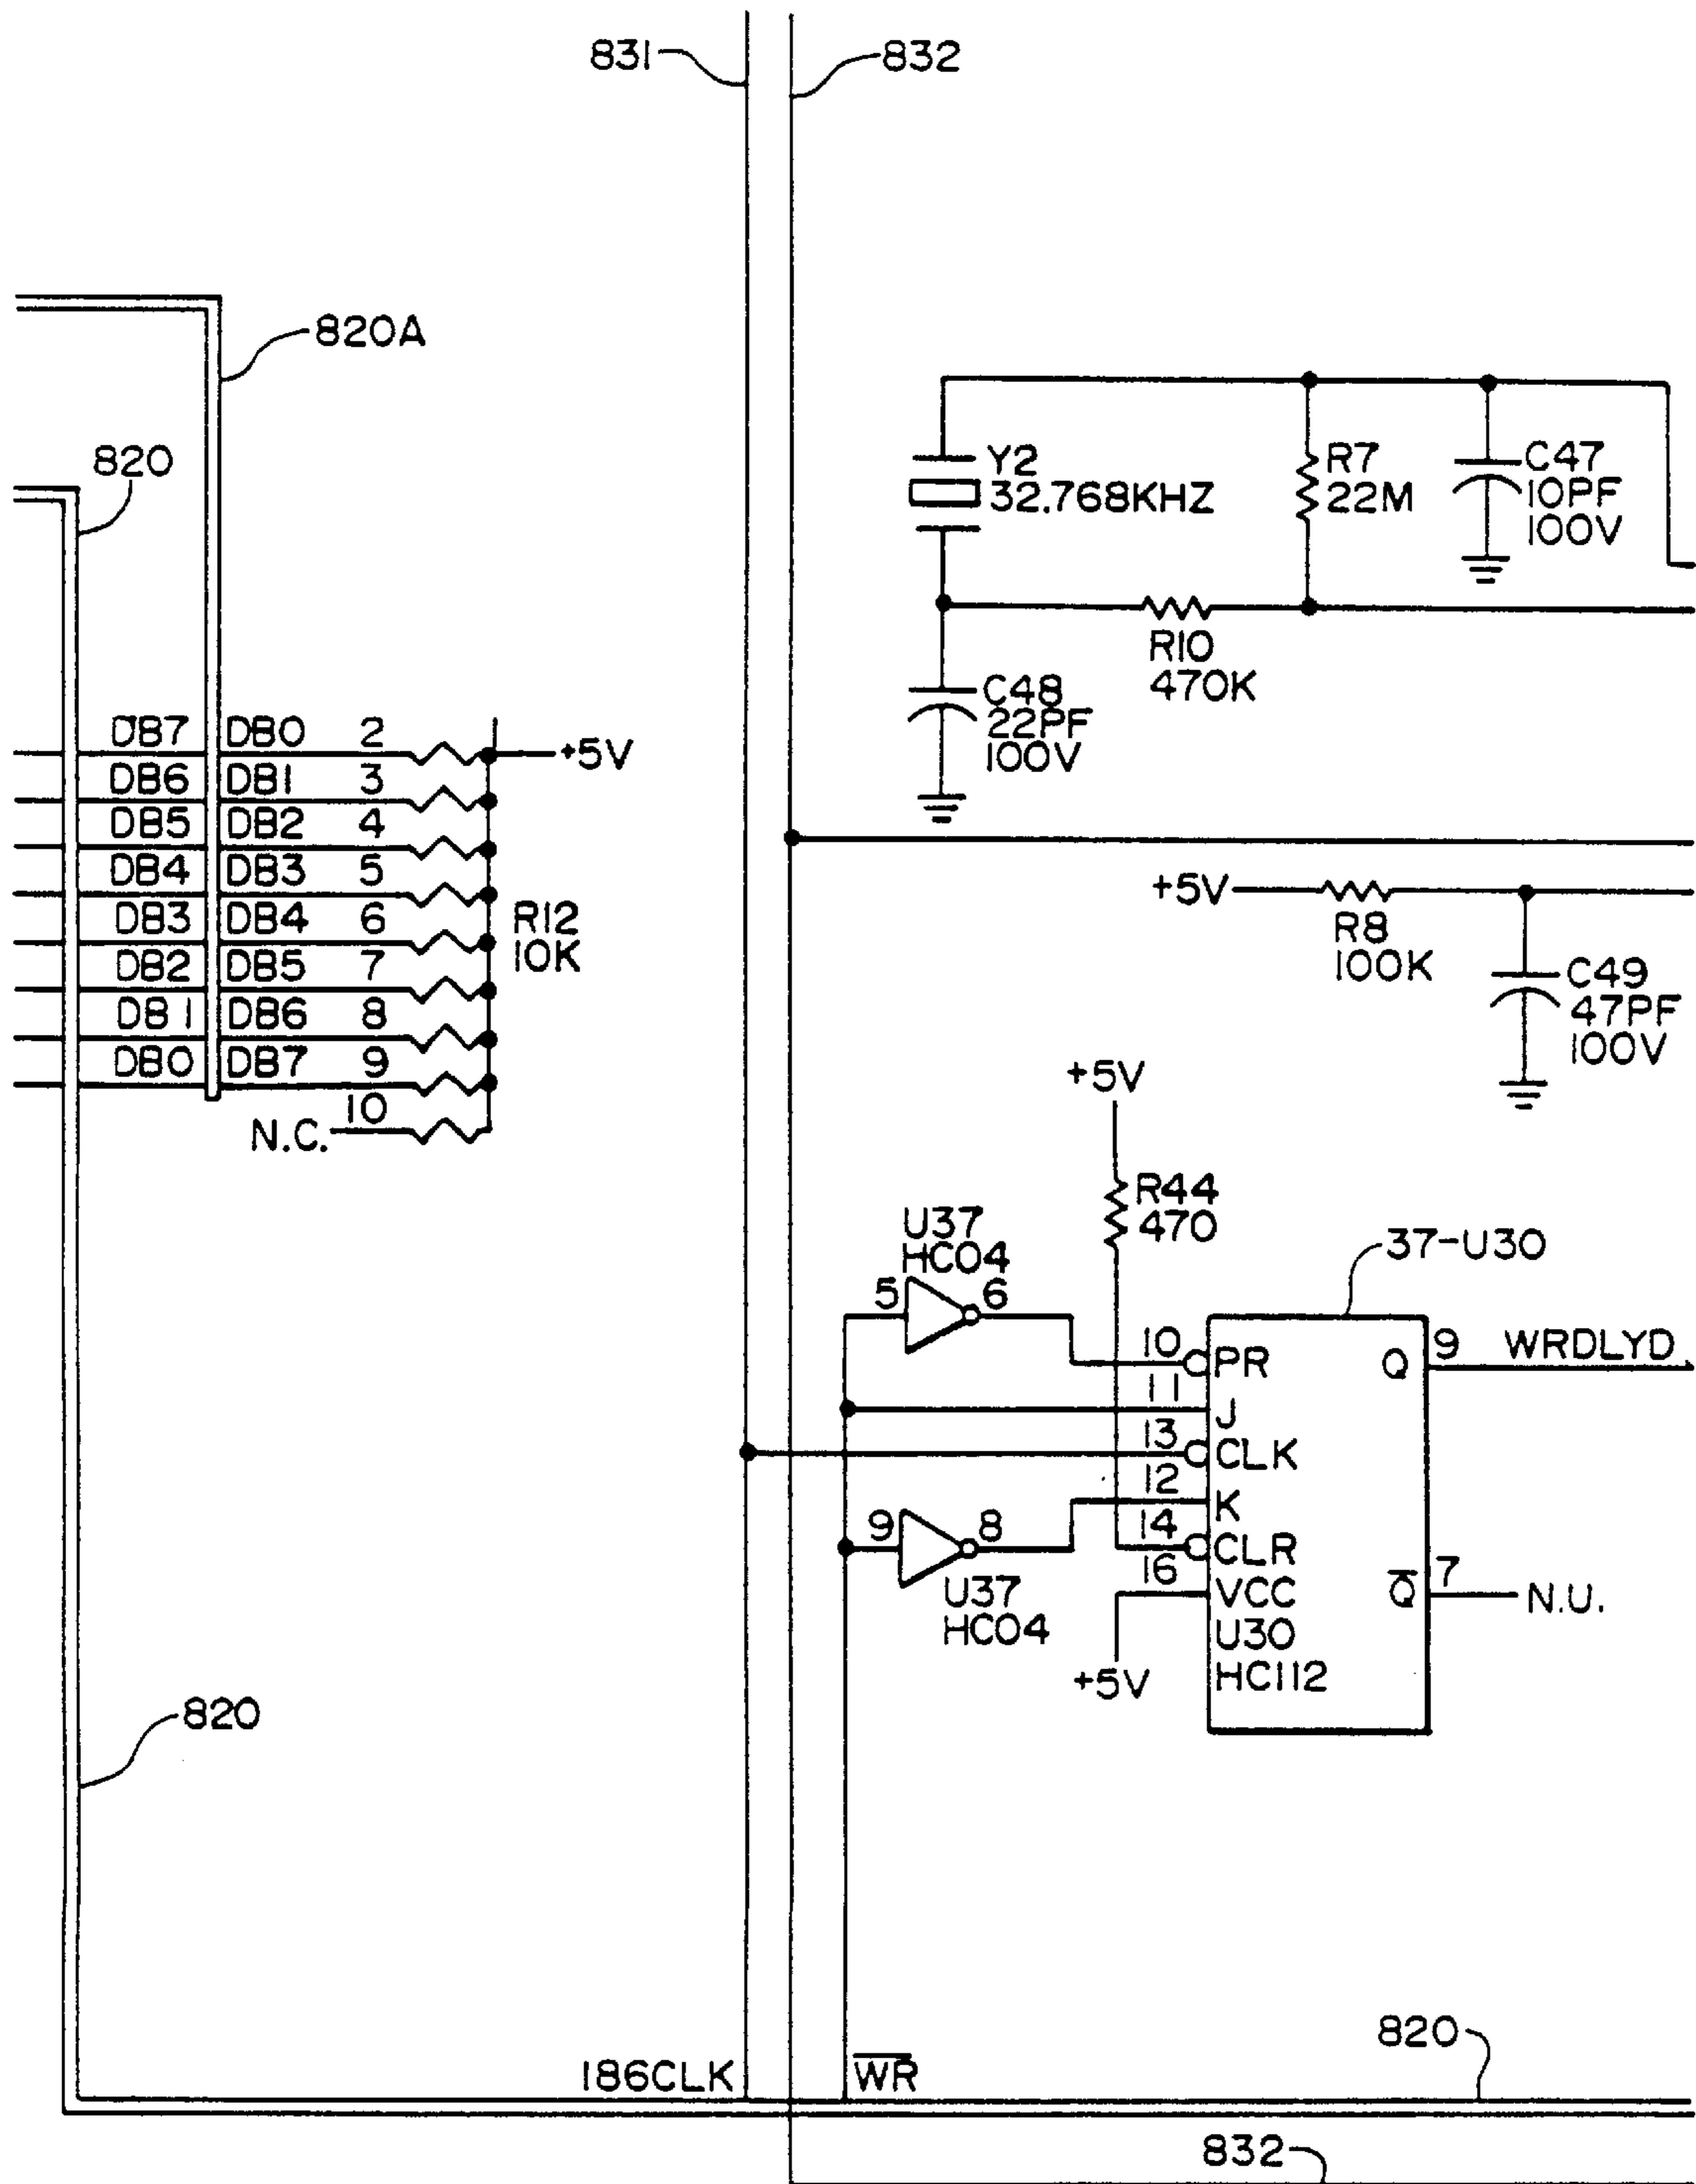 831
832
820A
820
Y2
32.768KHZ
R7
22M
C47
10PF
100V
R10
470K
C48
22PF
100V
DB7 DB0 2
+5V
DB6 DB1 3
DB5 DB2 4
DB4 DB3 5
DB3 DB4 6
DB2 DB5 7
DB1 DB6 8
DB0 DB7 9
N.C. 10
R12
10K
+5V
R8
100K
C49
47PF
100V
+5V
R44
470
U37
HC04
5 6
37-U30
10 PR
11 J
13 CLK
12 K
14 CLR
16 VCC
U30
HC112
Q 9 WRDLYD
Q̅ 7 N.U.
9 8
U37
HC04
+5V
820
186CLK
W̅R̅
820
832